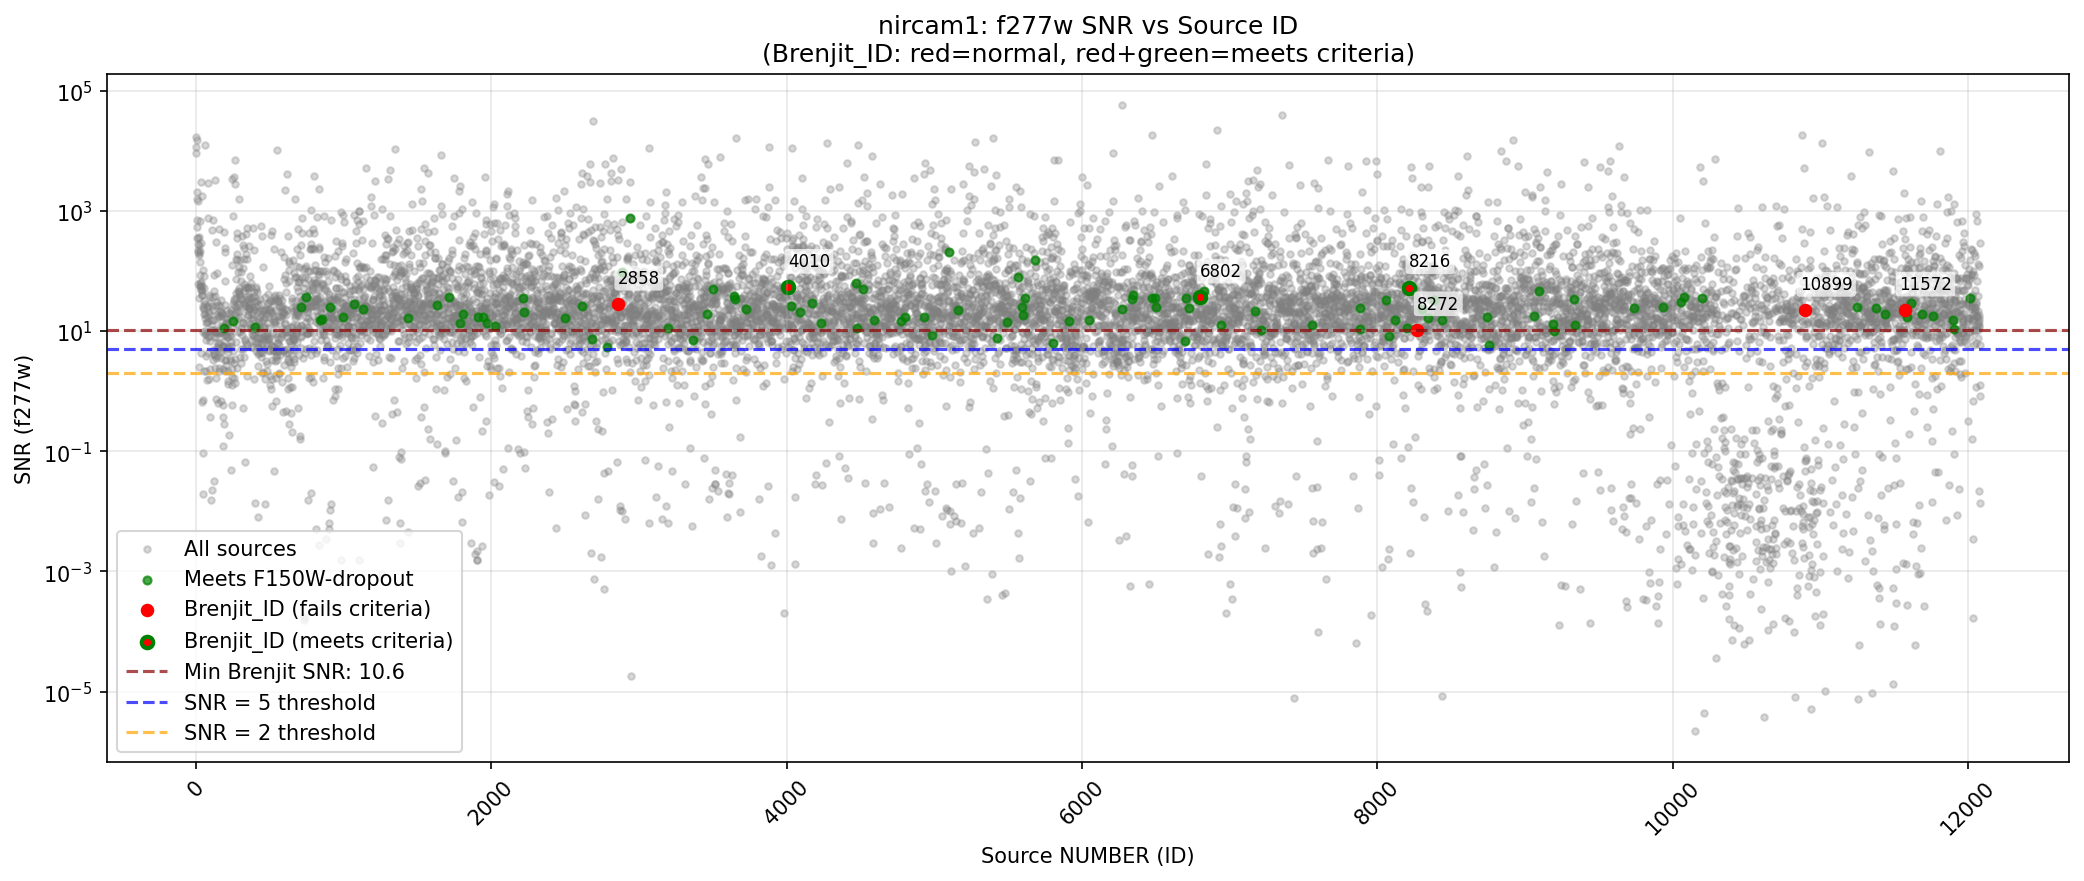 nircam1: f277w SNR vs Source ID
(Brenjit_ID: red=normal, red+green=meets criteria)
SNR (f277w)
10^5
10^3
10^1
10^-1
10^-3
10^-5
2858
4010
6802
8216
8272
10899
11572
All sources
Meets F150W-dropout
Brenjit_ID (fails criteria)
Brenjit_ID (meets criteria)
Min Brenjit SNR: 10.6
SNR = 5 threshold
SNR = 2 threshold
0
2000
4000
6000
8000
10000
12000
Source NUMBER (ID)